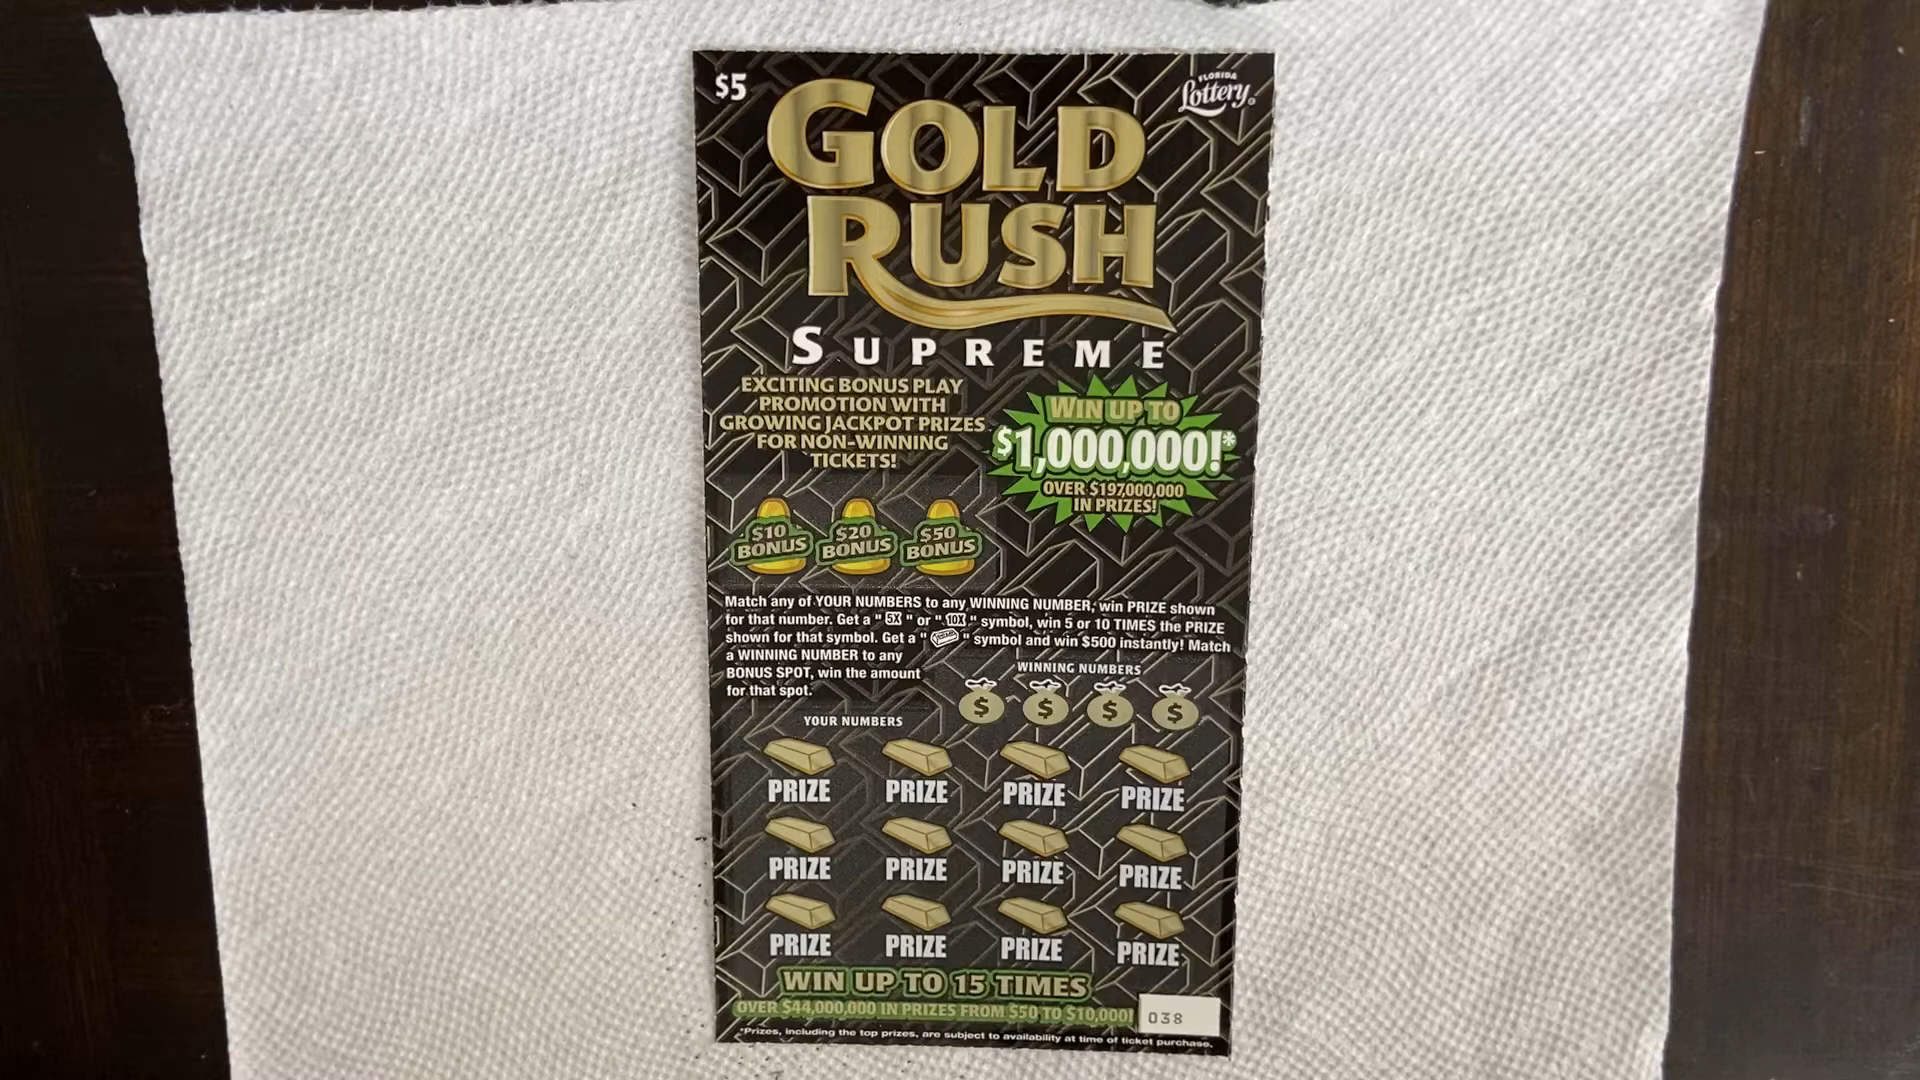 $5
FLORIDA
Lottery
GOLD
RUSH
SUPREME
EXCITING BONUS PLAY
PROMOTION WITH
GROWING JACKPOT PRIZES
FOR NON-WINNING
TICKETS!
WIN UP TO
$1,000,000!*
OVER $197,000,000
IN PRIZES!
$10 BONUS
$20 BONUS
$50 BONUS
Match any of YOUR NUMBERS to any WINNING NUMBER, win PRIZE shown
for that number. Get a "5X" or "10X" symbol, win 5 or 10 TIMES the PRIZE
shown for that symbol. Get a " " symbol and win $500 instantly! Match
a WINNING NUMBER to any
BONUS SPOT, win the amount
for that spot.
WINNING NUMBERS
$ $ $ $
YOUR NUMBERS
PRIZE PRIZE PRIZE PRIZE
PRIZE PRIZE PRIZE PRIZE
PRIZE PRIZE PRIZE PRIZE
WIN UP TO 15 TIMES
OVER $44,000,000 IN PRIZES FROM $50 TO $10,000!
038
*Prizes, including the top prizes, are subject to availability at time of ticket purchase.